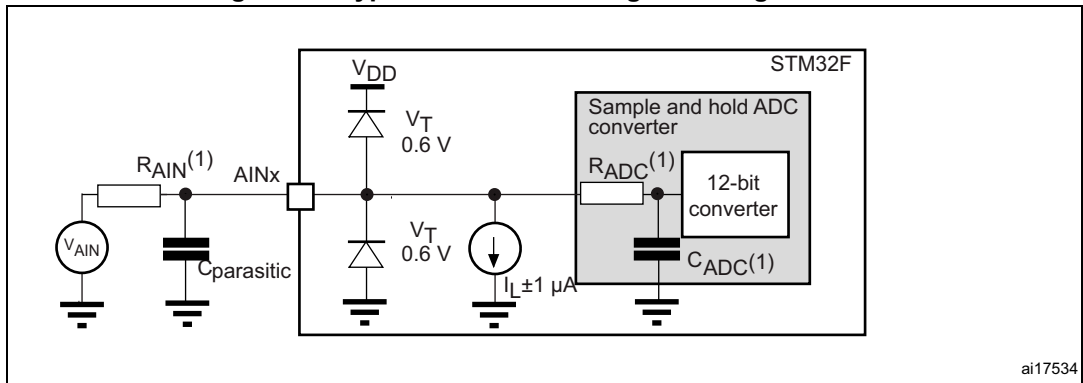 STM32F
VDD
Sample and hold ADC
converter
VT
0.6 V
RAIN(1)
AINx
RADC(1)
12-bit
converter
VAIN
Cparasitic
VT
0.6 V
IL±1 µA
CADC(1)
ai17534